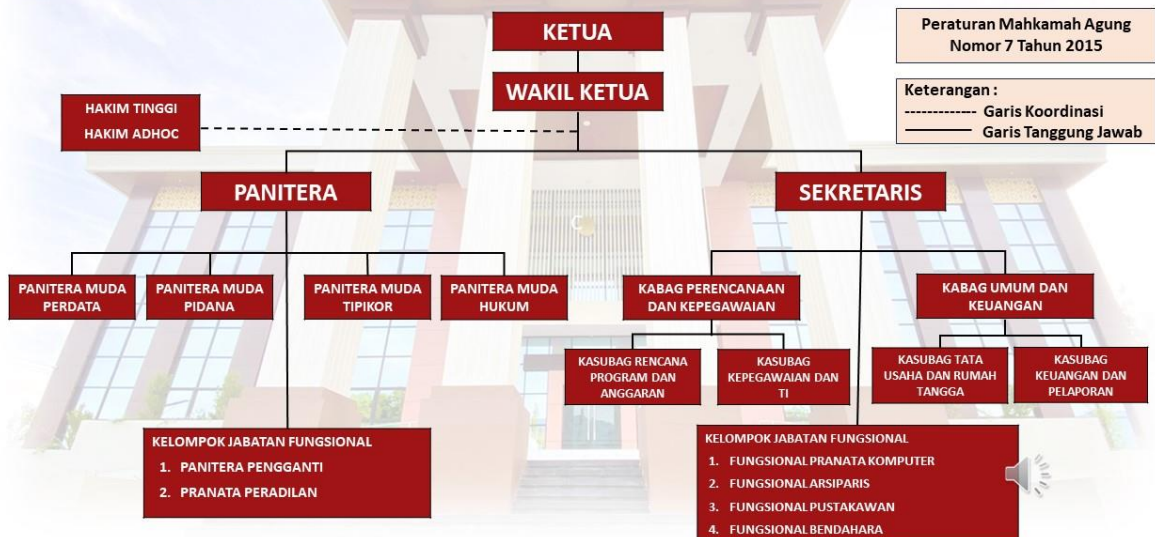 KETUA
Peraturan Mahkamah Agung
Nomor 7 Tahun 2015
WAKIL KETUA
Keterangan :
------------- Garis Koordinasi
Garis Tanggung Jawab
HAKIM TINGGI
HAKIM ADHOC
PANITERA
SEKRETARIS
PANITERA MUDA
PERDATA
PANITERA MUDA
PIDANA
PANITERA MUDA
TIPIKOR
PANITERA MUDA
HUKUM
KABAG PERENCANAAN
DAN KEPEGAWAIAN
KABAG UMUM DAN
KEUANGAN
KASUBAG RENCANA
PROGRAM DAN
ANGGARAN
KASUBAG
KEPEGAWAIAN DAN
TI
KASUBAG TATA
USAHA DAN RUMAH
TANGGA
KASUBAG
KEUANGAN DAN
PELAPORAN
KELOMPOK JABATAN FUNGSIONAL
1. PANITERA PENGGANTI
2. PRANATA PERADILAN
KELOMPOK JABATAN FUNGSIONAL
1. FUNGSIONAL PRANATA KOMPUTER
2. FUNGSIONAL ARSIPARIS
3. FUNGSIONAL PUSTAKAWAN
4. FUNGSIONAL BENDAHARA